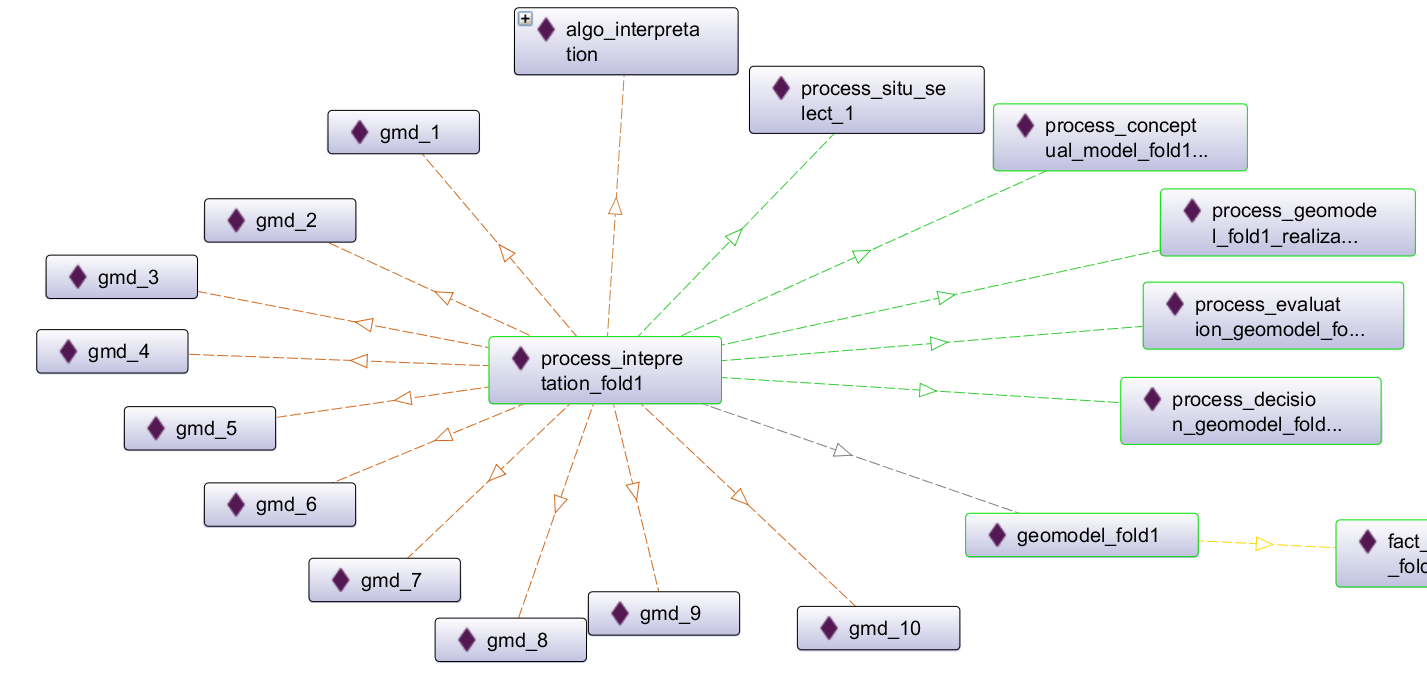 algo_interpreta
tion
process_situ_se
lect_1
process_concept
ual_model_fold1...
gmd_1
process_geomode
l_fold1_realiza...
gmd_2
gmd_3
process_evaluat
ion_geomodel_fo...
gmd_4
process_intepre
tation_fold1
process_decisio
n_geomodel_fold...
gmd_5
gmd_6
geomodel_fold1
fact_
_fold
gmd_7
gmd_9
gmd_10
gmd_8